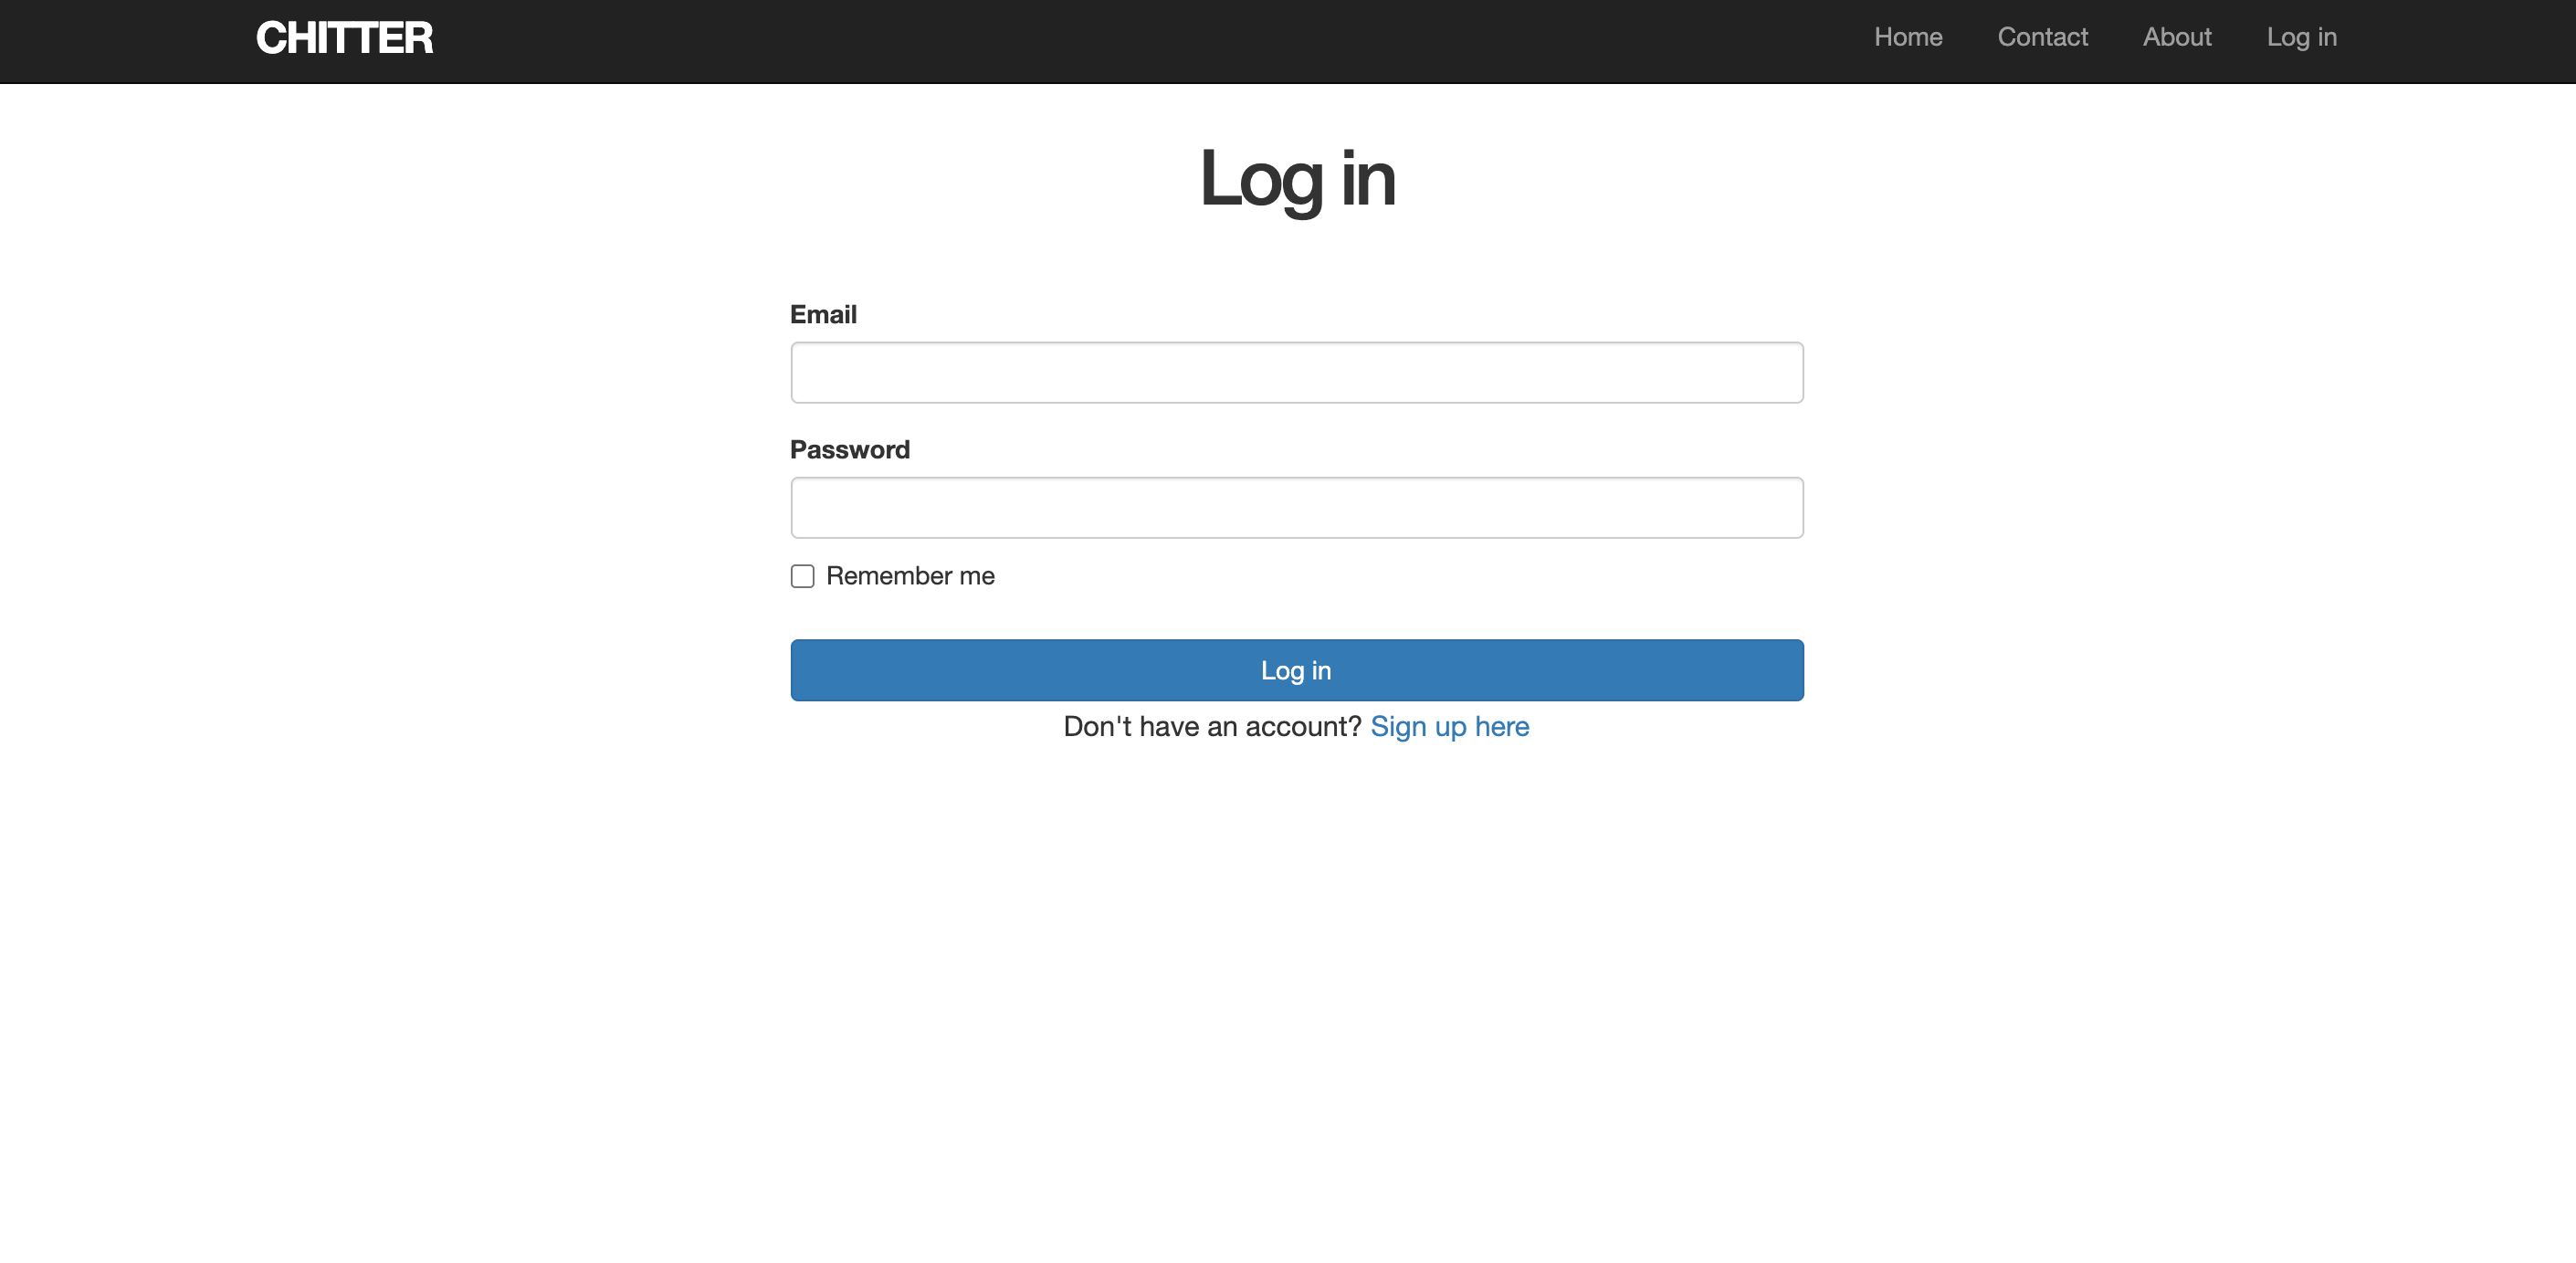 CHITTER Home Contact About Log in
Log in
Email
Password
Remember me
Log in
Don't have an account? Sign up here